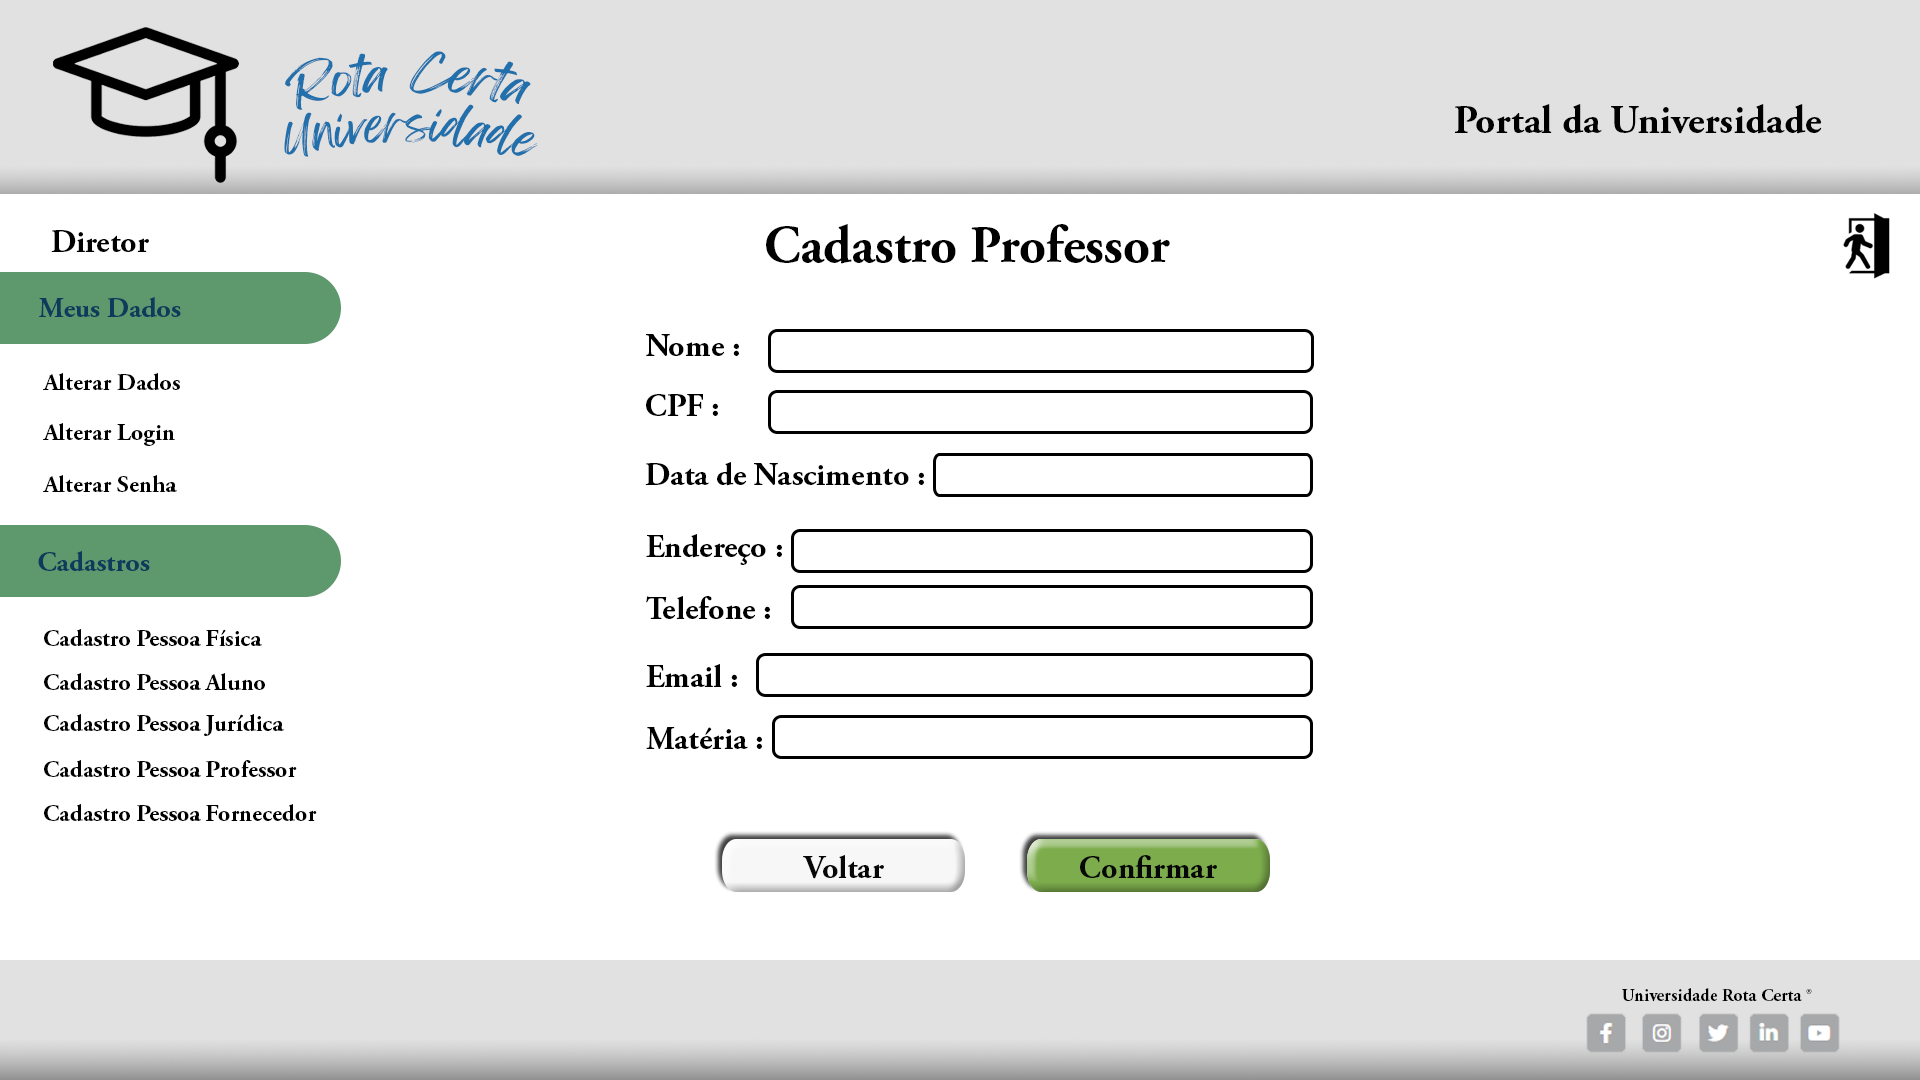 Rota Certa
Universidade
Portal da Universidade
Diretor
Meus Dados
Alterar Dados
Alterar Login
Alterar Senha
Cadastros
Cadastro Pessoa Física
Cadastro Pessoa Aluno
Cadastro Pessoa Jurídica
Cadastro Pessoa Professor
Cadastro Pessoa Fornecedor
Cadastro Professor
Nome :
CPF :
Data de Nascimento :
Endereço :
Telefone :
Email :
Matéria :
Voltar
Confirmar
Universidade Rota Certa ®